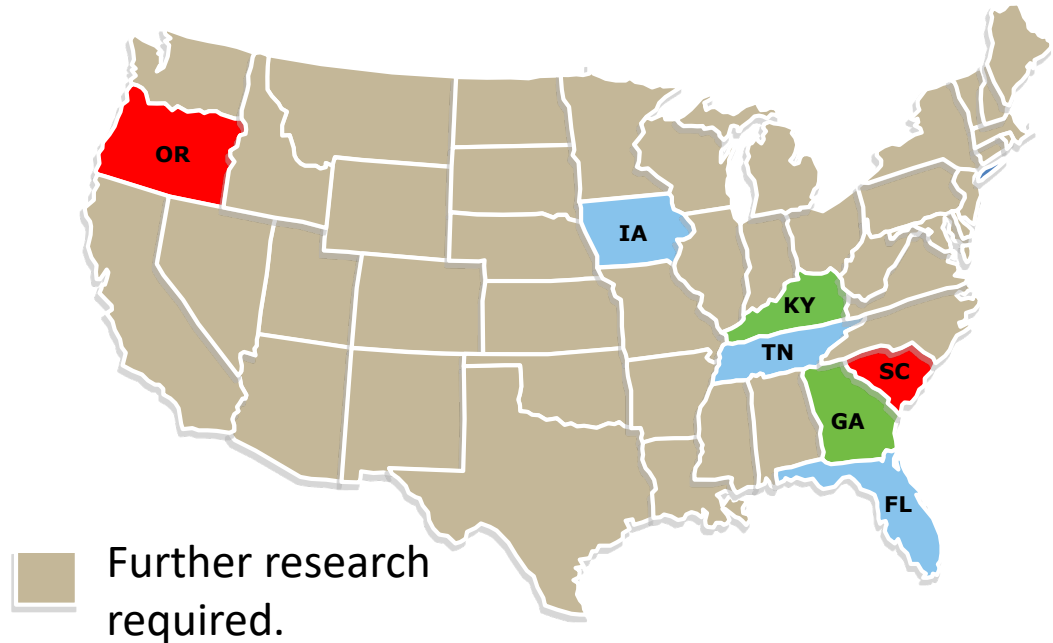 OR
IA
KY
TN
SC
GA
FL
Further research
required.